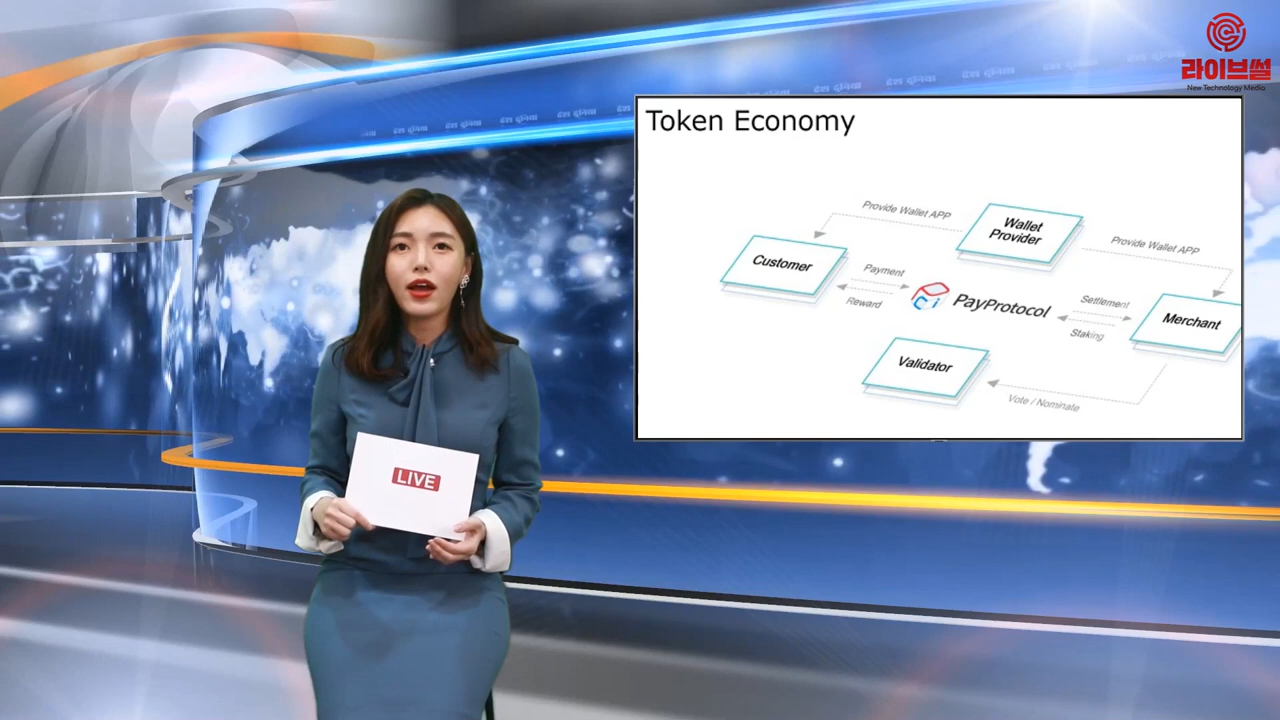 라이브썰
New Technology Media
देश दुनिया देश दुनिया देश दुनिया देश दुनिया देश दुनिया
Token Economy
Provide Wallet APP
Wallet
Provider
Provide Wallet APP
Customer
Payment
Reward
PayProtocol
Settlement
Staking
Merchant
Validator
Vote / Nominate
LIVE